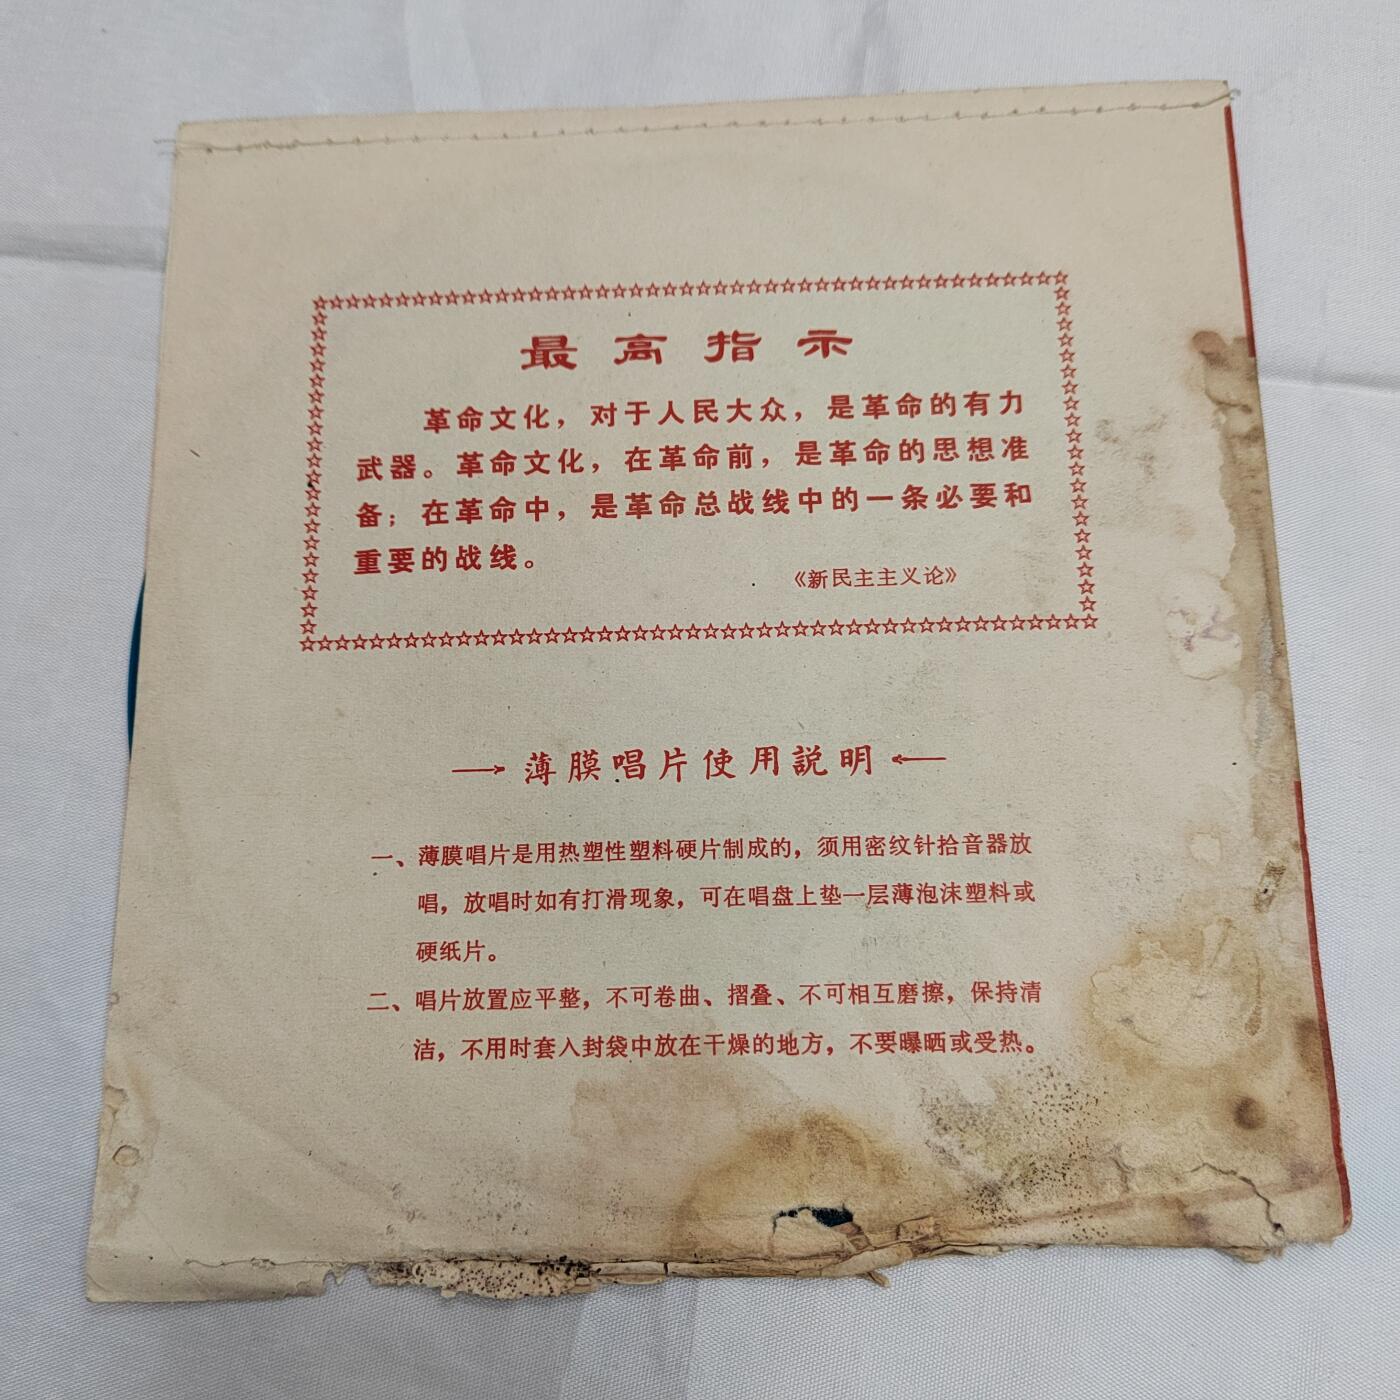 最高指示
革命文化，对于人民大众，是革命的有力
武器。革命文化，在革命前，是革命的思想准
备；在革命中，是革命总战线中的一条必要和
重要的战线。
《新民主主义论》
薄膜唱片使用説明
一、薄膜唱片是用热塑性塑料硬片制成的，须用密纹针拾音器放
唱，放唱时如有打滑现象，可在唱盘上垫一层薄泡沫塑料或
硬纸片。
二、唱片放置应平整，不可卷曲、摺叠、不可相互磨擦，保持清
洁，不用时套入封袋中放在干燥的地方，不要曝晒或受热。